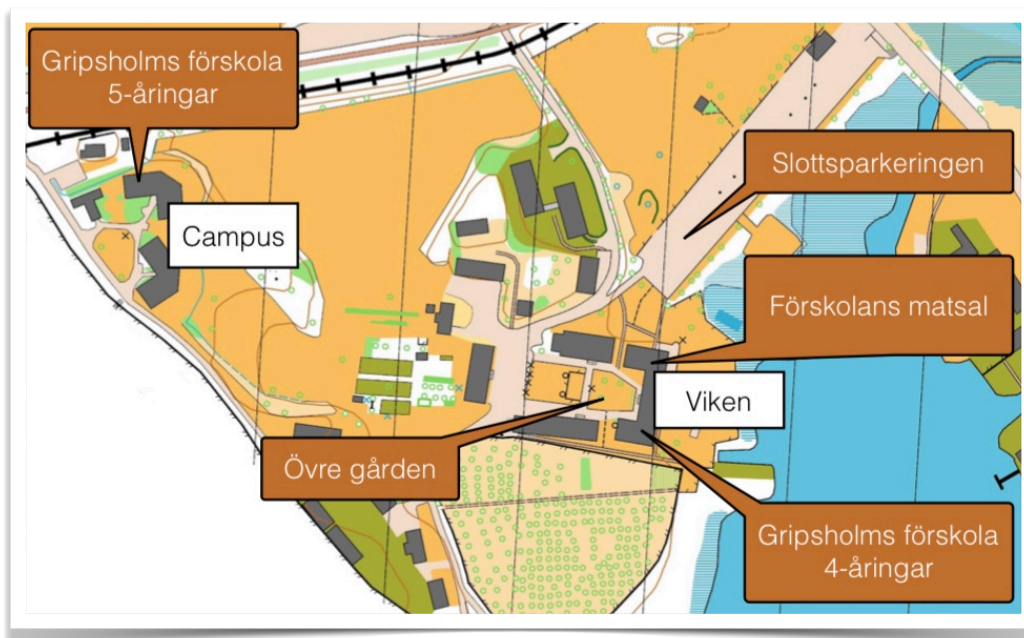 Gripsholms förskola
5-åringar
Slottsparkeringen
Campus
Förskolans matsal
Viken
Övre gården
Gripsholms förskola
4-åringar